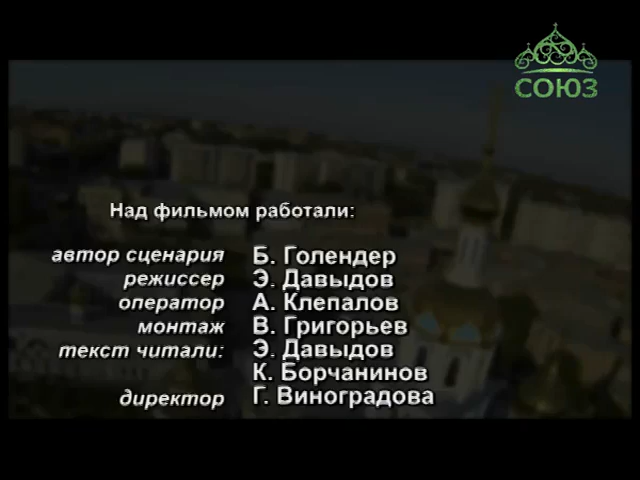 СОЮЗ
Над фильмом работали:
автор сценария Б. Голендер
режиссер Э. Давыдов
оператор А. Клепалов
монтаж В. Григорьев
текст читали: Э. Давыдов
К. Борчанинов
директор Г. Виноградова